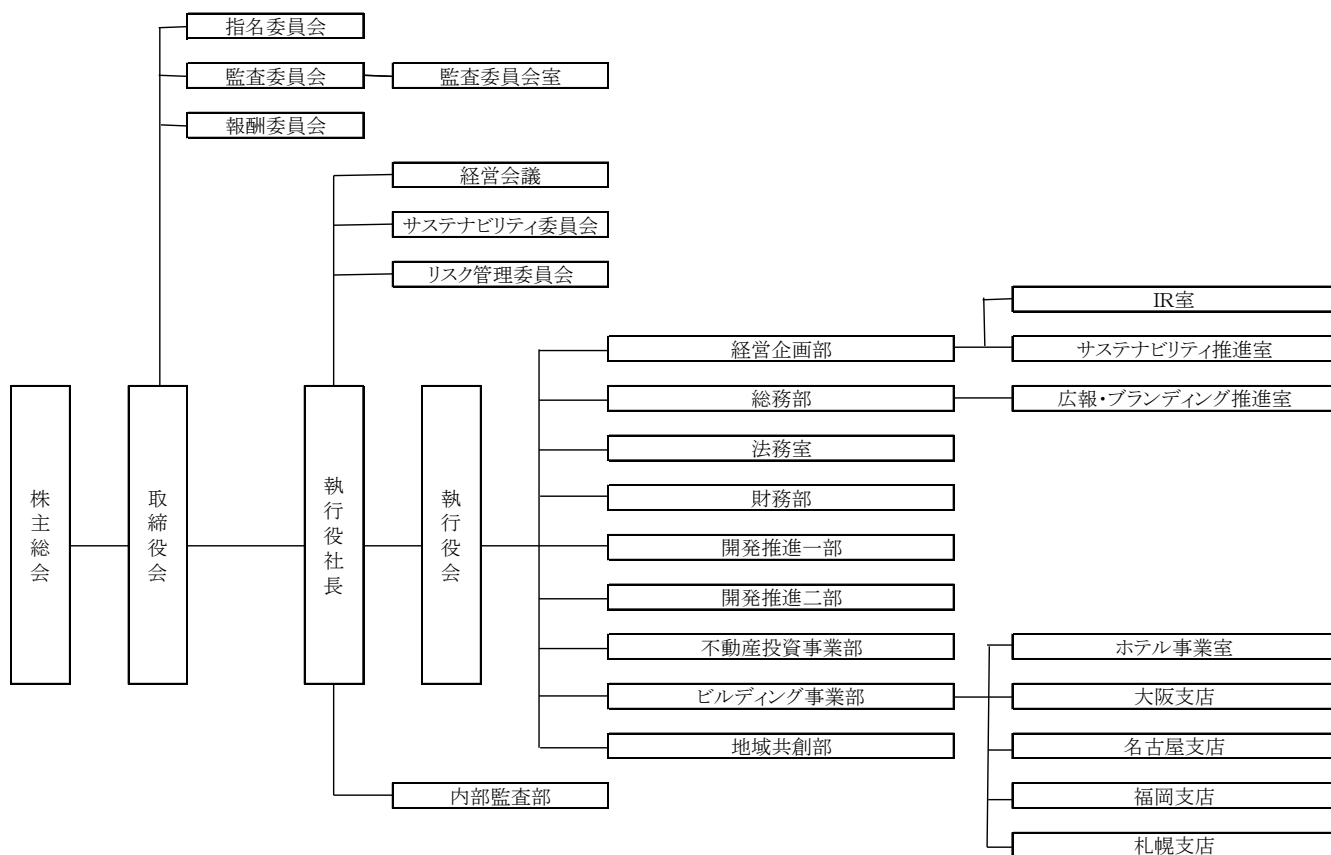 指名委員会
監査委員会
監査委員会室
報酬委員会
経営会議
サステナビリティ委員会
リスク管理委員会
IR室
経営企画部
サステナビリティ推進室
総務部
広報・ブランディング推進室
法務室
株主総会
取締役会
執行役社長
執行役会
財務部
開発推進一部
開発推進二部
不動産投資事業部
ホテル事業室
ビルディング事業部
大阪支店
地域共創部
名古屋支店
内部監査部
福岡支店
札幌支店